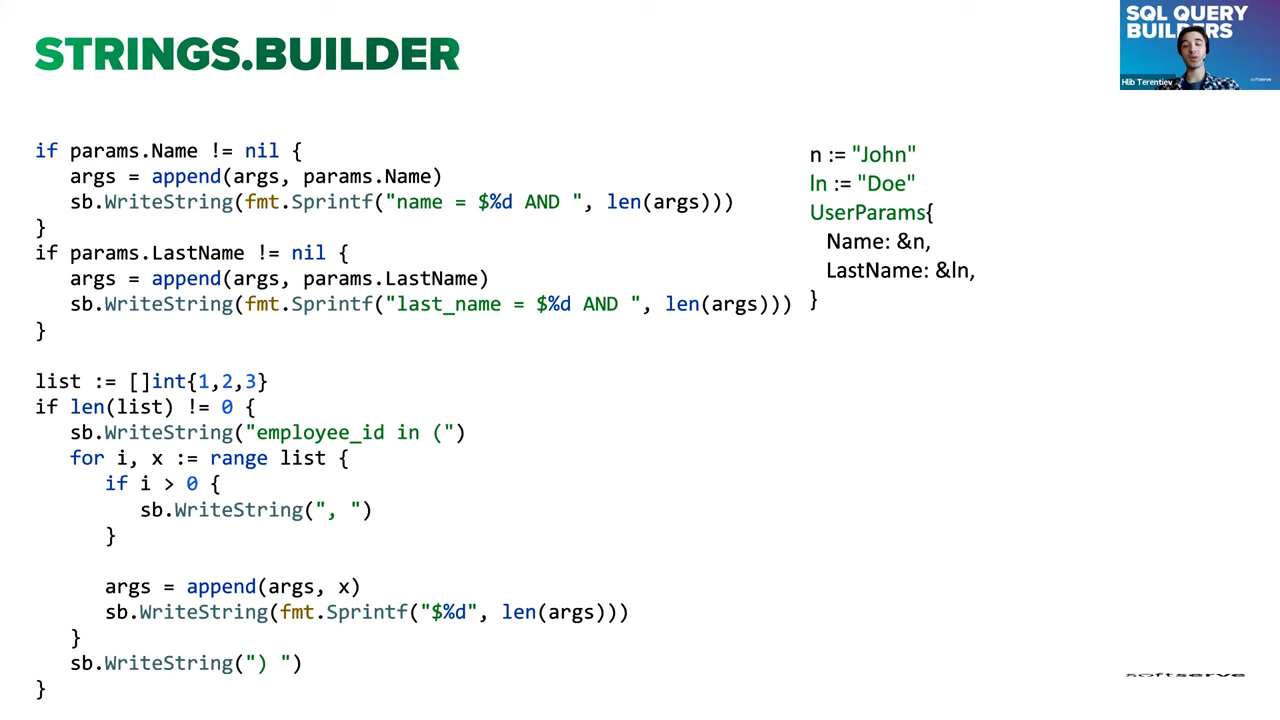 STRINGS.BUILDER
SQL QUERY
BUILDERS
Hlib Terentiev
softserve
if params.Name != nil {
args = append(args, params.Name)
sb.WriteString(fmt.Sprintf("name = $%d AND ", len(args)))
}
if params.LastName != nil {
args = append(args, params.LastName)
sb.WriteString(fmt.Sprintf("last_name = $%d AND ", len(args)))
}
list := []int{1,2,3}
if len(list) != 0 {
sb.WriteString("employee_id in (")
for i, x := range list {
if i > 0 {
sb.WriteString(", ")
}
args = append(args, x)
sb.WriteString(fmt.Sprintf("$%d", len(args)))
}
sb.WriteString(") ")
}
n := "John"
ln := "Doe"
UserParams{
Name: &n,
LastName: &ln,
}
softserve